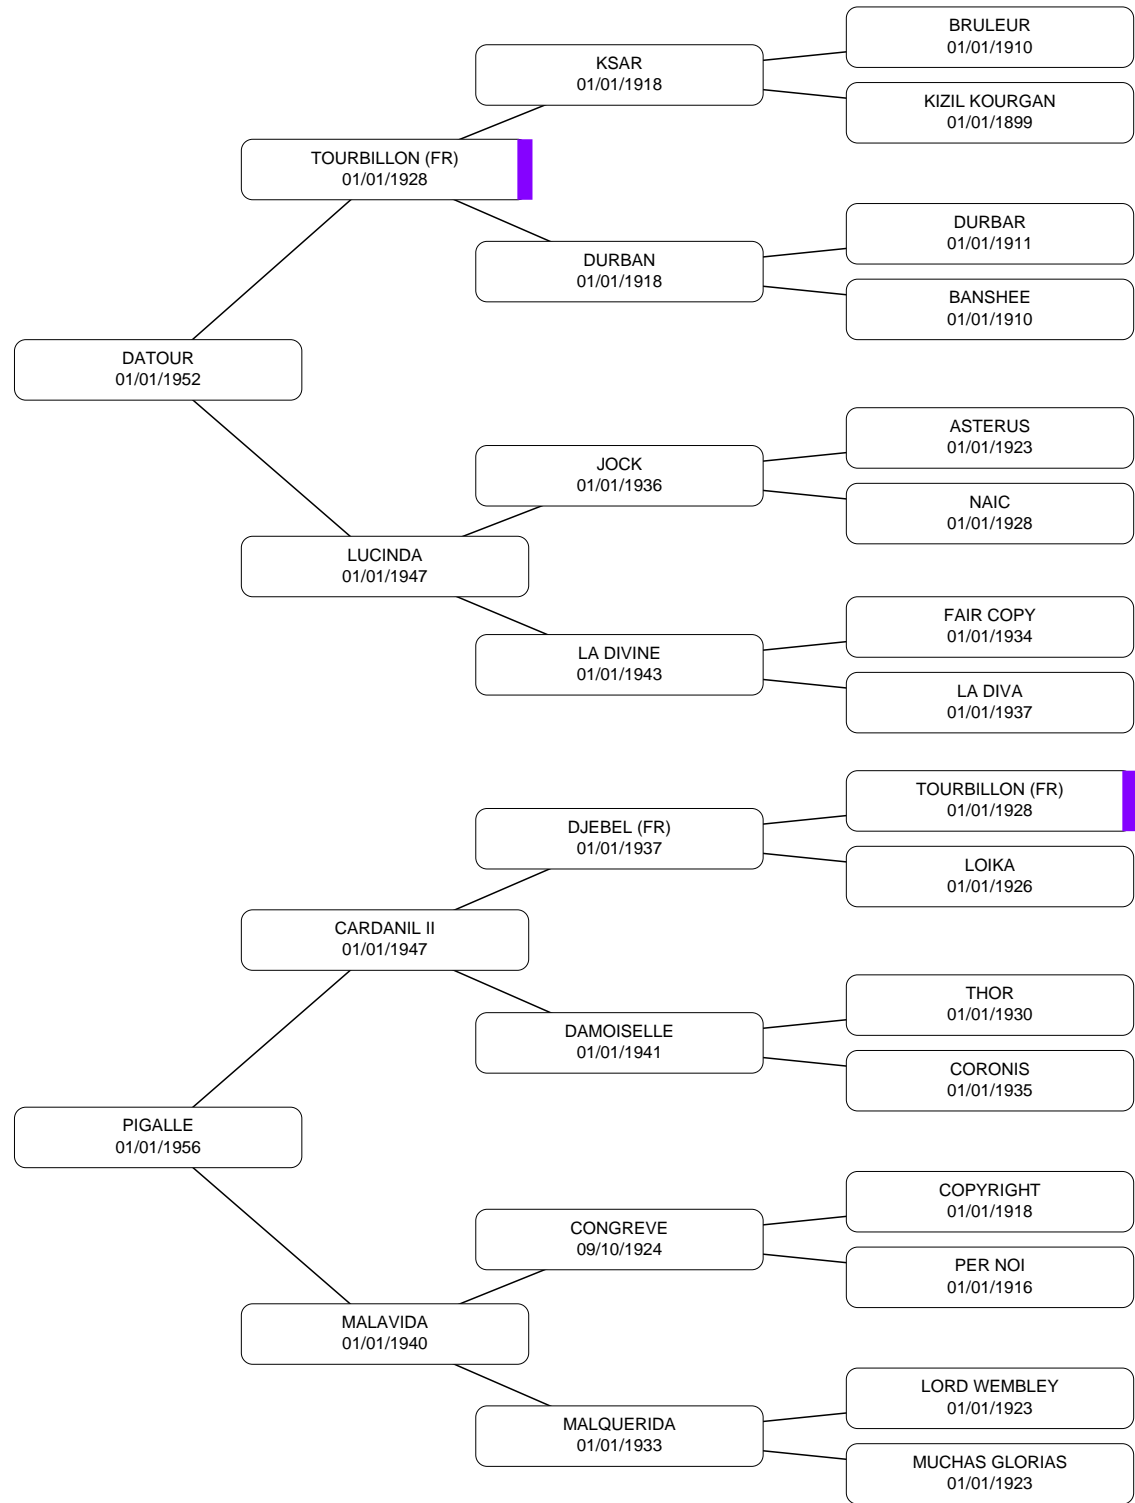 BRULEUR
01/01/1910
KSAR
01/01/1918
KIZIL KOURGAN
01/01/1899
TOURBILLON (FR)
01/01/1928
DURBAR
01/01/1911
DURBAN
01/01/1918
BANSHEE
01/01/1910
DATOUR
01/01/1952
ASTERUS
01/01/1923
JOCK
01/01/1936
NAIC
01/01/1928
LUCINDA
01/01/1947
FAIR COPY
01/01/1934
LA DIVINE
01/01/1943
LA DIVA
01/01/1937
TOURBILLON (FR)
01/01/1928
DJEBEL (FR)
01/01/1937
LOIKA
01/01/1926
CARDANIL II
01/01/1947
THOR
01/01/1930
DAMOISELLE
01/01/1941
CORONIS
01/01/1935
PIGALLE
01/01/1956
COPYRIGHT
01/01/1918
CONGREVE
09/10/1924
PER NOI
01/01/1916
MALAVIDA
01/01/1940
LORD WEMBLEY
01/01/1923
MALQUERIDA
01/01/1933
MUCHAS GLORIAS
01/01/1923